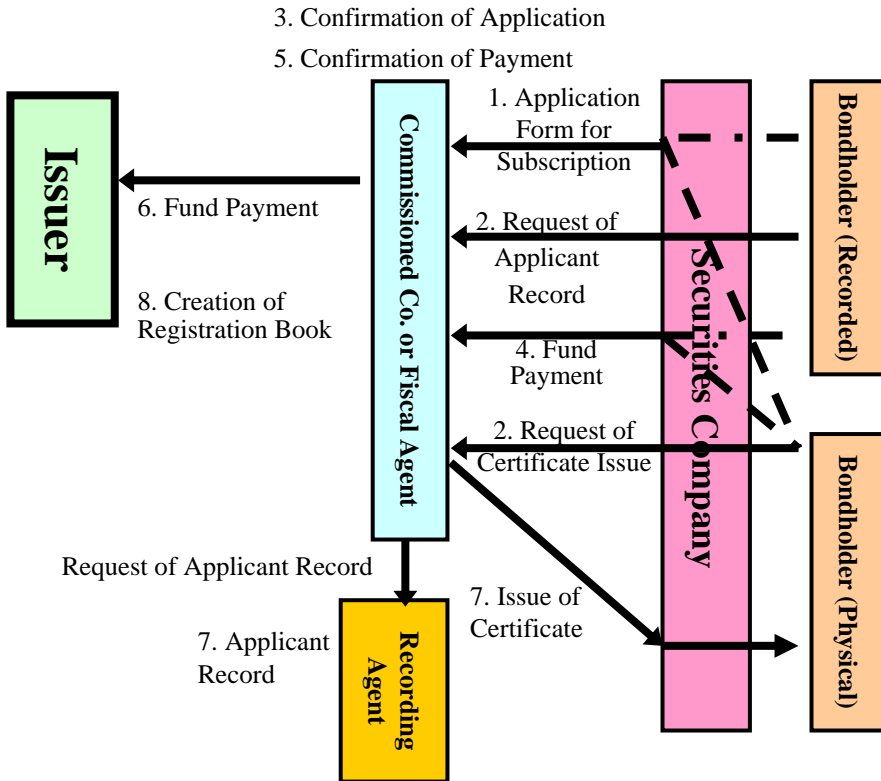 3. Confirmation of Application
5. Confirmation of Payment
Issuer
Commissioned Co. or Fiscal Agent
Securities Company
Bondholder (Recorded)
Bondholder (Physical)
1. Application
Form for
Subscription
6. Fund Payment
2. Request of
Applicant
Record
8. Creation of
Registration Book
4. Fund
Payment
2. Request of
Certificate Issue
Request of Applicant Record
7. Issue of
Certificate
7. Applicant
Record
Recording
Agent